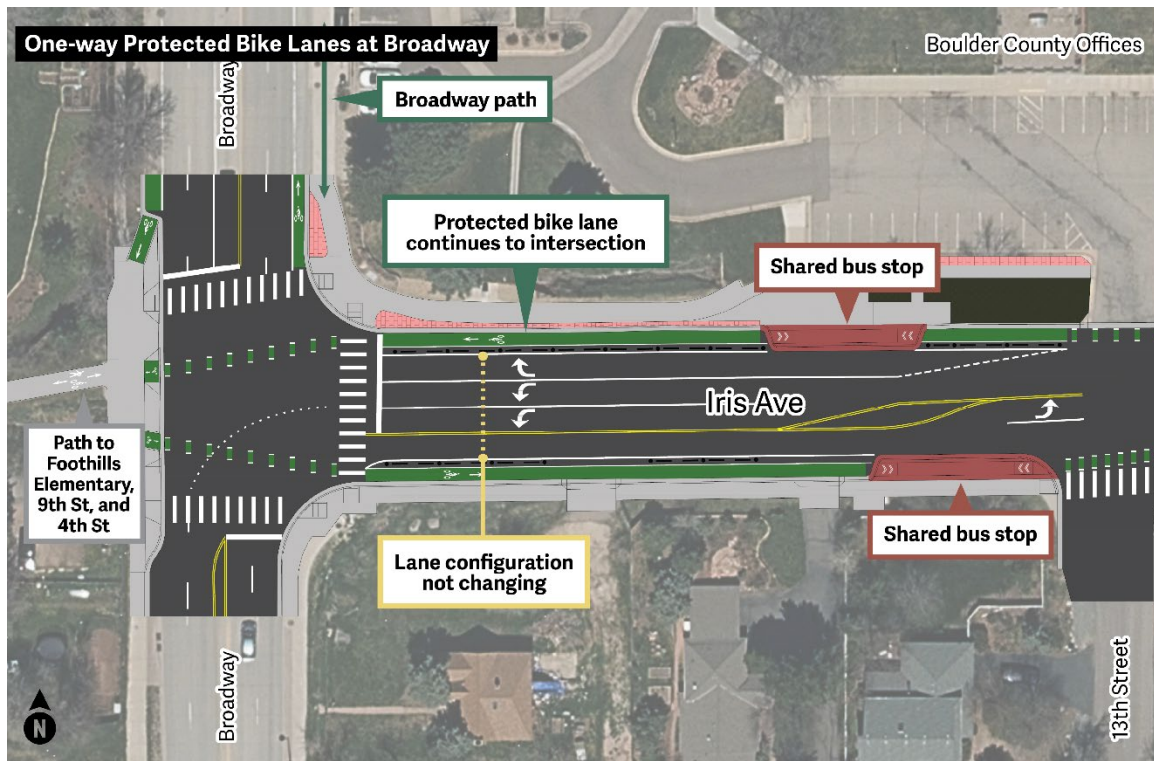 One-way Protected Bike Lanes at Broadway
Boulder County Offices
Broadway
Broadway path
Protected bike lane
continues to intersection
Shared bus stop
Iris Ave
Path to
Foothills
Elementary,
9th St, and
4th St
Lane configuration
not changing
Shared bus stop
Broadway
13th Street
N